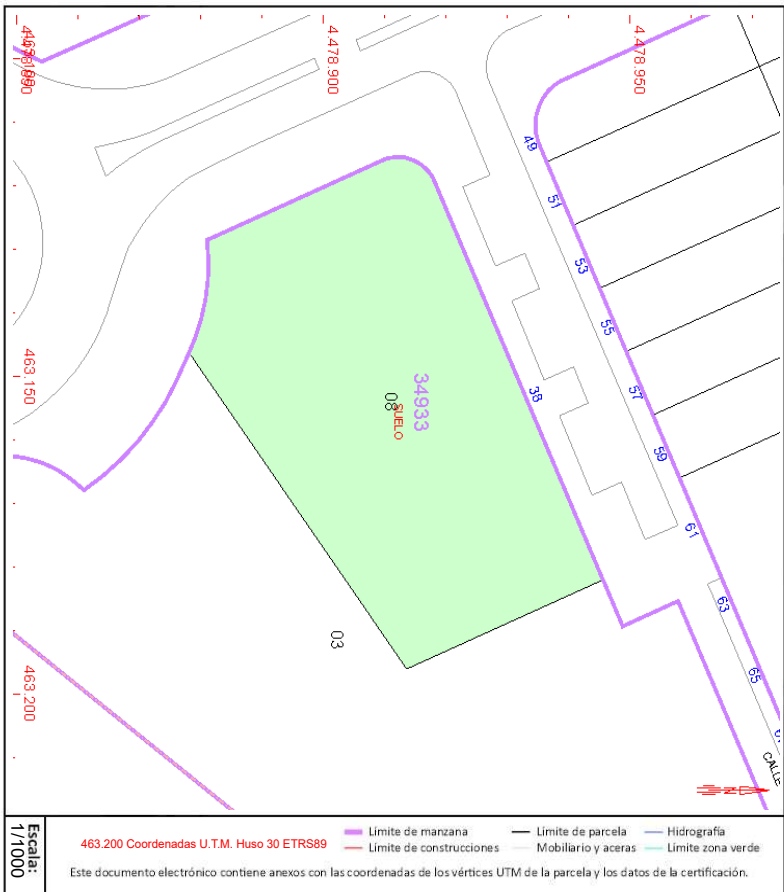 4.478.900
4.478.950
49
51
53
55
57
59
61
63
65
38
34933
08
SUELO
03
463.150
463.200
CALLE
N
Escala:
1/1000
463.200 Coordenadas U.T.M. Huso 30 ETRS89
Límite de manzana
Límite de parcela
Hidrografía
Límite de construcciones
Mobiliario y aceras
Límite zona verde
Este documento electrónico contiene anexos con las coordenadas de los vértices UTM de la parcela y los datos de la certificación.